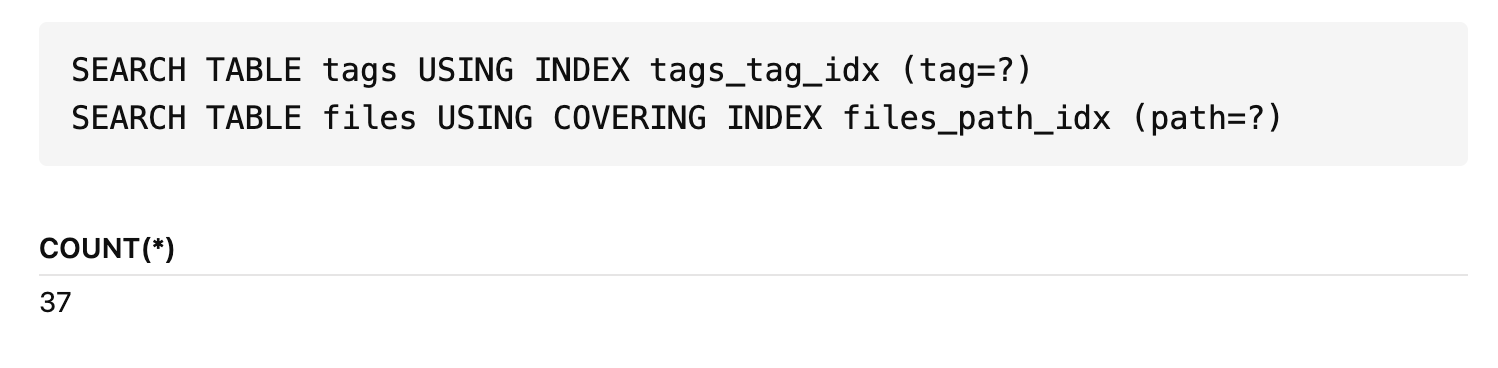 SEARCH TABLE tags USING INDEX tags_tag_idx (tag=?)
SEARCH TABLE files USING COVERING INDEX files_path_idx (path=?)
COUNT(*)
37